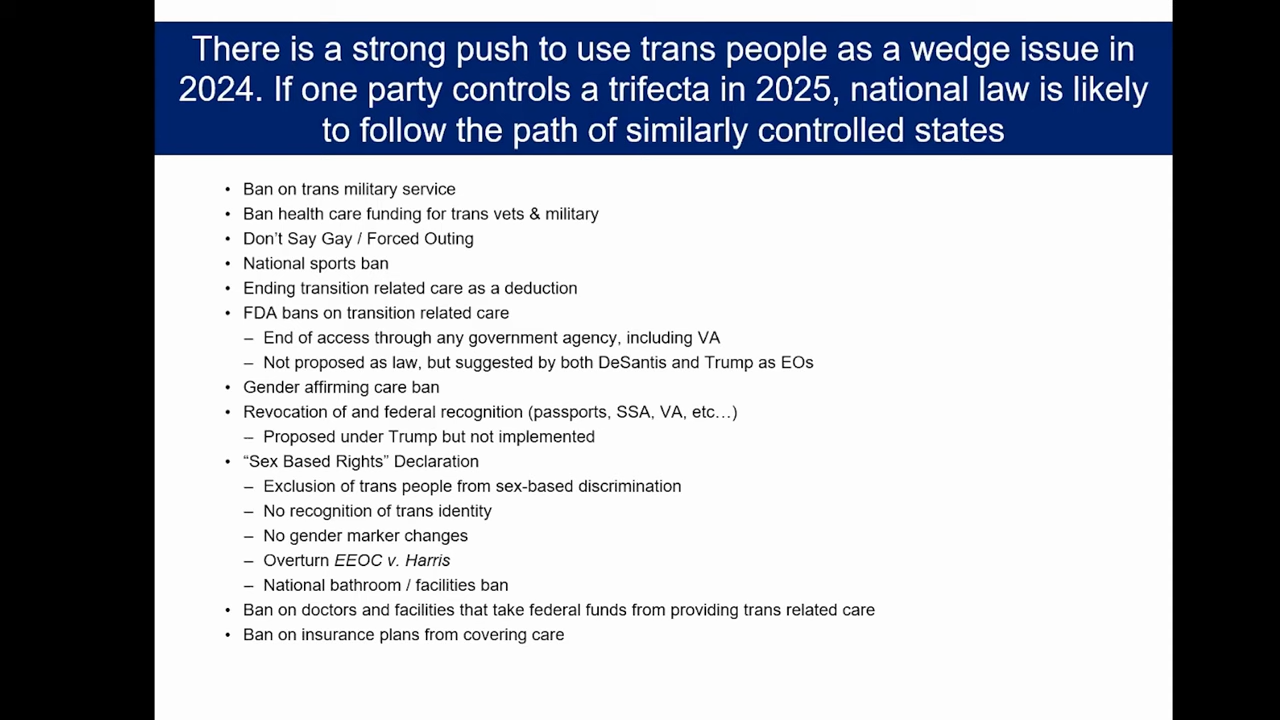 There is a strong push to use trans people as a wedge issue in
2024. If one party controls a trifecta in 2025, national law is likely
to follow the path of similarly controlled states
• Ban on trans military service
• Ban health care funding for trans vets & military
• Don’t Say Gay / Forced Outing
• National sports ban
• Ending transition related care as a deduction
• FDA bans on transition related care
– End of access through any government agency, including VA
– Not proposed as law, but suggested by both DeSantis and Trump as EOs
• Gender affirming care ban
• Revocation of and federal recognition (passports, SSA, VA, etc…)
– Proposed under Trump but not implemented
• “Sex Based Rights” Declaration
– Exclusion of trans people from sex-based discrimination
– No recognition of trans identity
– No gender marker changes
– Overturn EEOC v. Harris
– National bathroom / facilities ban
• Ban on doctors and facilities that take federal funds from providing trans related care
• Ban on insurance plans from covering care